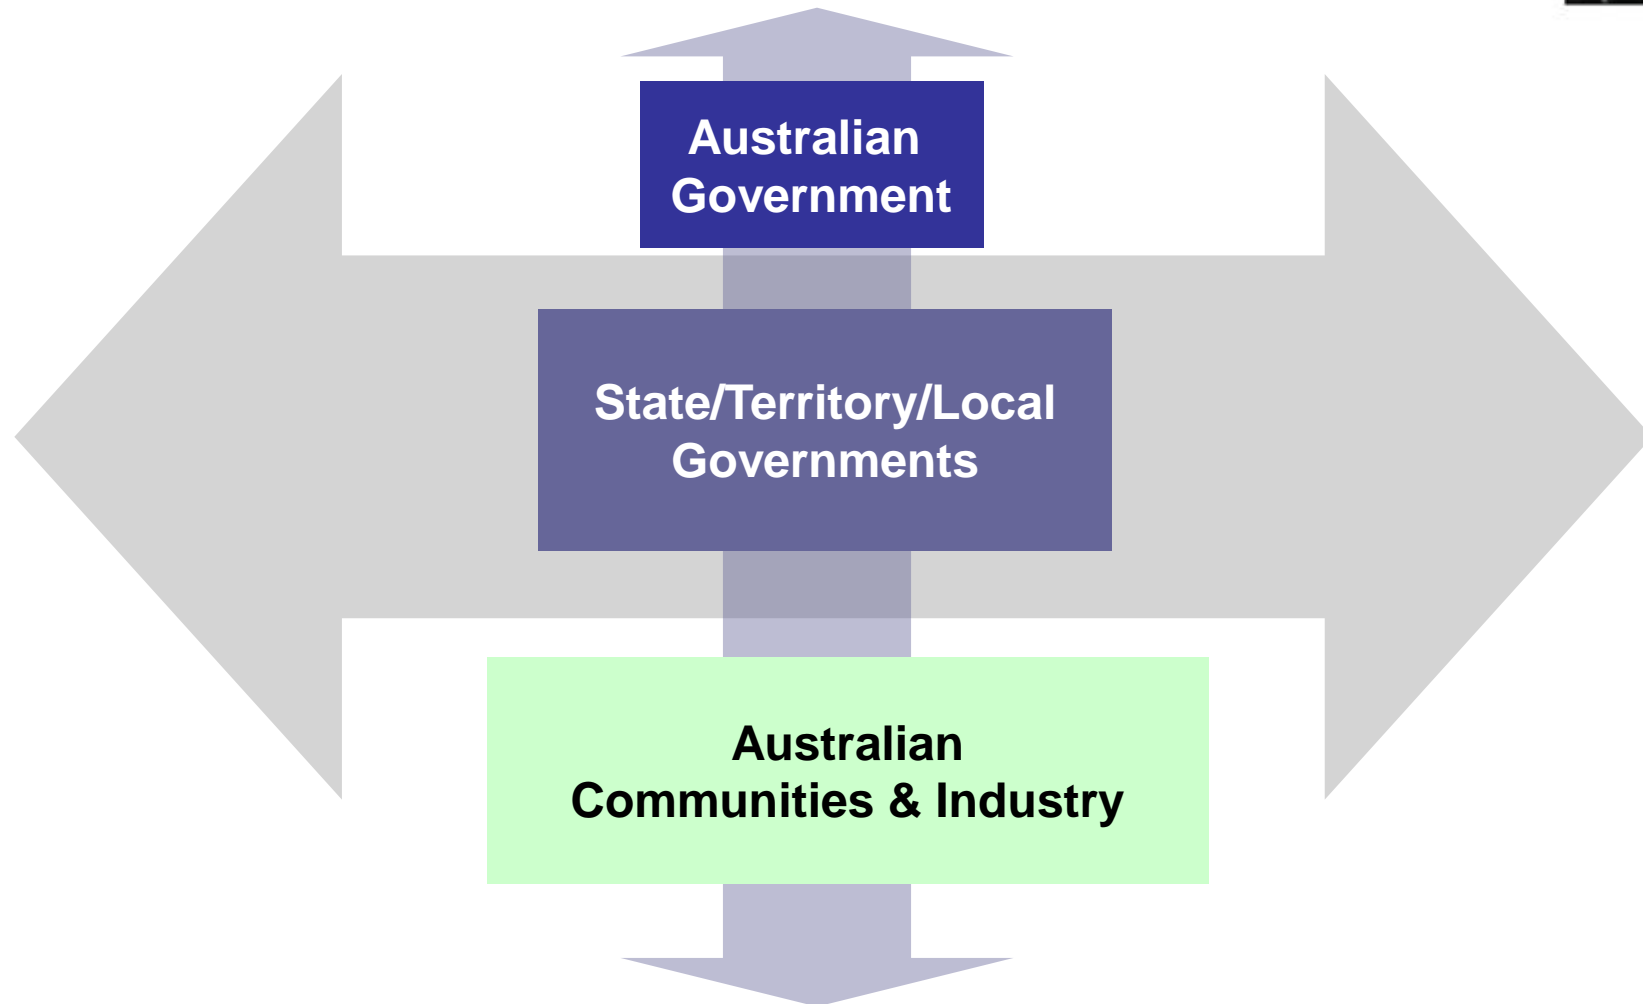 Australian
Government
State/Territory/Local
Governments
Australian
Communities & Industry